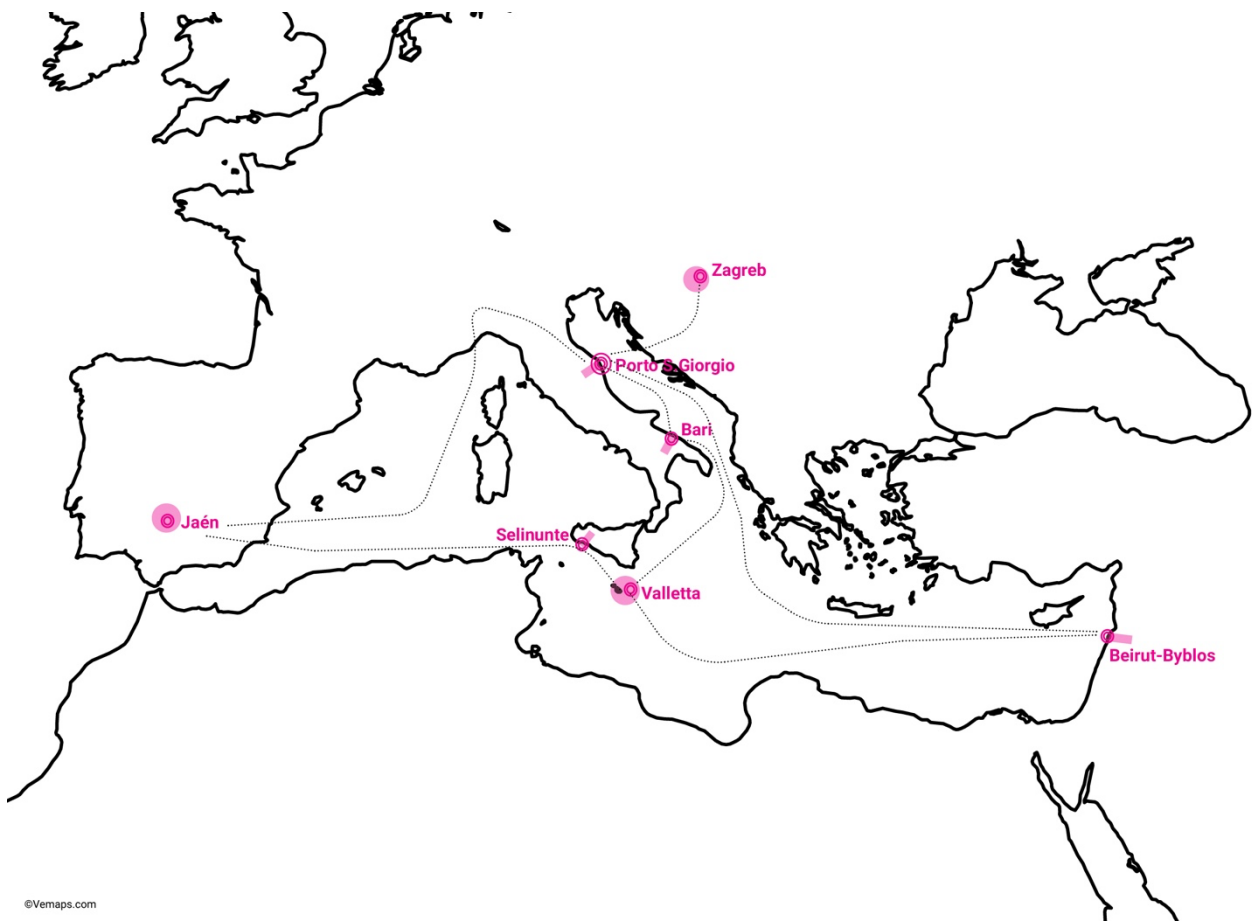 Zagreb
Porto S.Giorgio
Bari
Jaén
Selinunte
Valletta
Beirut-Byblos
©Vemaps.com